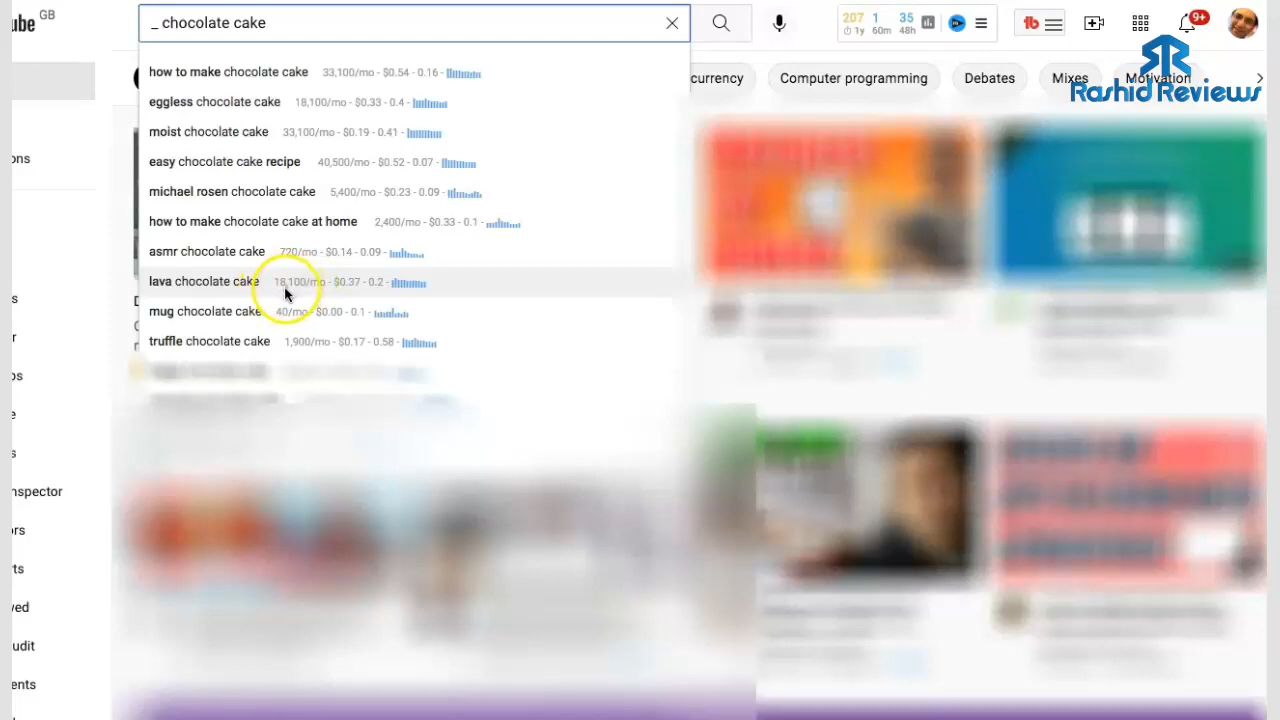 ube GB
_ chocolate cake
207 1 35
1y 60m 48h
tb
9+
how to make chocolate cake 33,100/mo - $0.54 - 0.16 -
eggless chocolate cake 18,100/mo - $0.33 - 0.4 -
moist chocolate cake 33,100/mo - $0.19 - 0.41 -
easy chocolate cake recipe 40,500/mo - $0.52 - 0.07 -
michael rosen chocolate cake 5,400/mo - $0.23 - 0.09 -
how to make chocolate cake at home 2,400/mo - $0.33 - 0.1 -
asmr chocolate cake 720/mo - $0.14 - 0.09 -
lava chocolate cake 18,100/mo - $0.37 - 0.2 -
mug chocolate cake 40/mo - $0.00 - 0.1 -
truffle chocolate cake 1,900/mo - $0.17 - 0.58 -
currency
Computer programming
Debates
Mixes
Motivation
Rashid Reviews
ons
s
r
os
e
s
nspector
ors
rts
ved
udit
ents